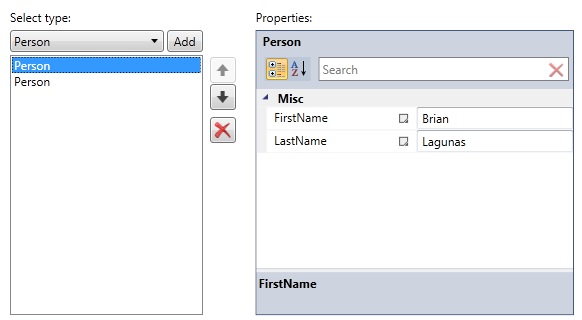 Select type:
Person
Add
Person
Person
Properties:
Person
A
Z
Search
Misc
FirstName
Brian
LastName
Lagunas
FirstName